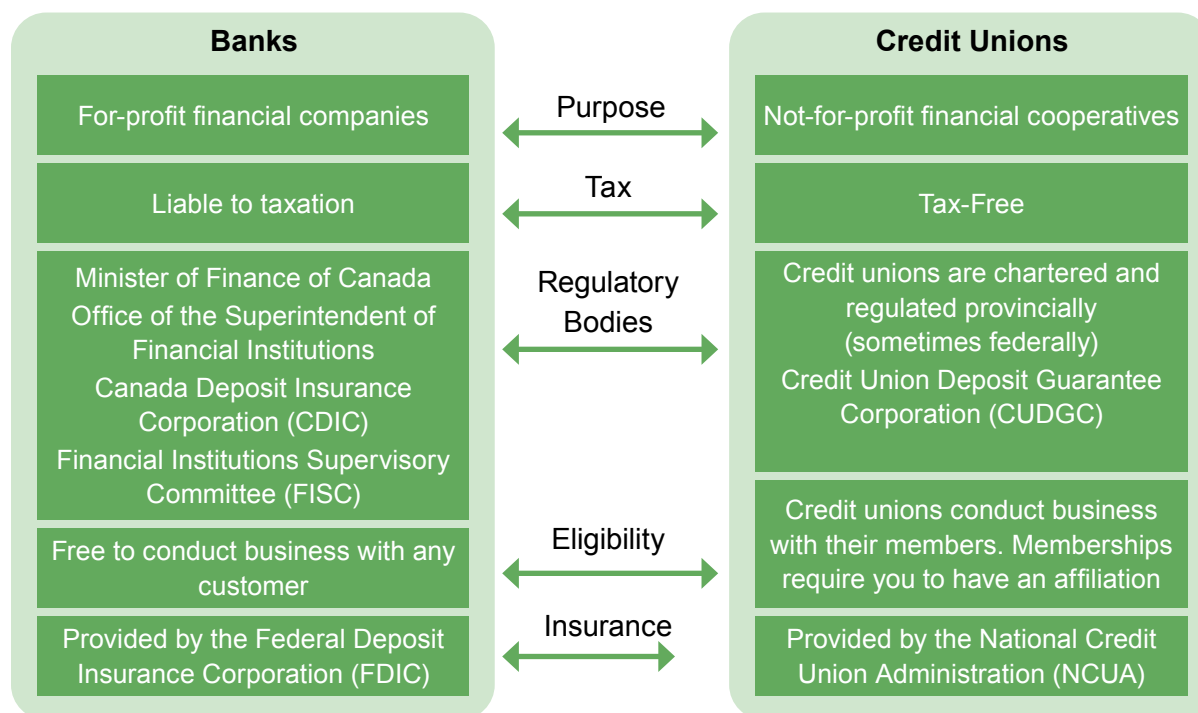 Banks
For-profit financial companies
Liable to taxation
Minister of Finance of Canada
Office of the Superintendent of
Financial Institutions
Canada Deposit Insurance
Corporation (CDIC)
Financial Institutions Supervisory
Committee (FISC)
Free to conduct business with any
customer
Provided by the Federal Deposit
Insurance Corporation (FDIC)
Purpose
Tax
Regulatory
Bodies
Eligibility
Insurance
Credit Unions
Not-for-profit financial cooperatives
Tax-Free
Credit unions are chartered and
regulated provincially
(sometimes federally)
Credit Union Deposit Guarantee
Corporation (CUDGC)
Credit unions conduct business
with their members. Memberships
require you to have an affiliation
Provided by the National Credit
Union Administration (NCUA)